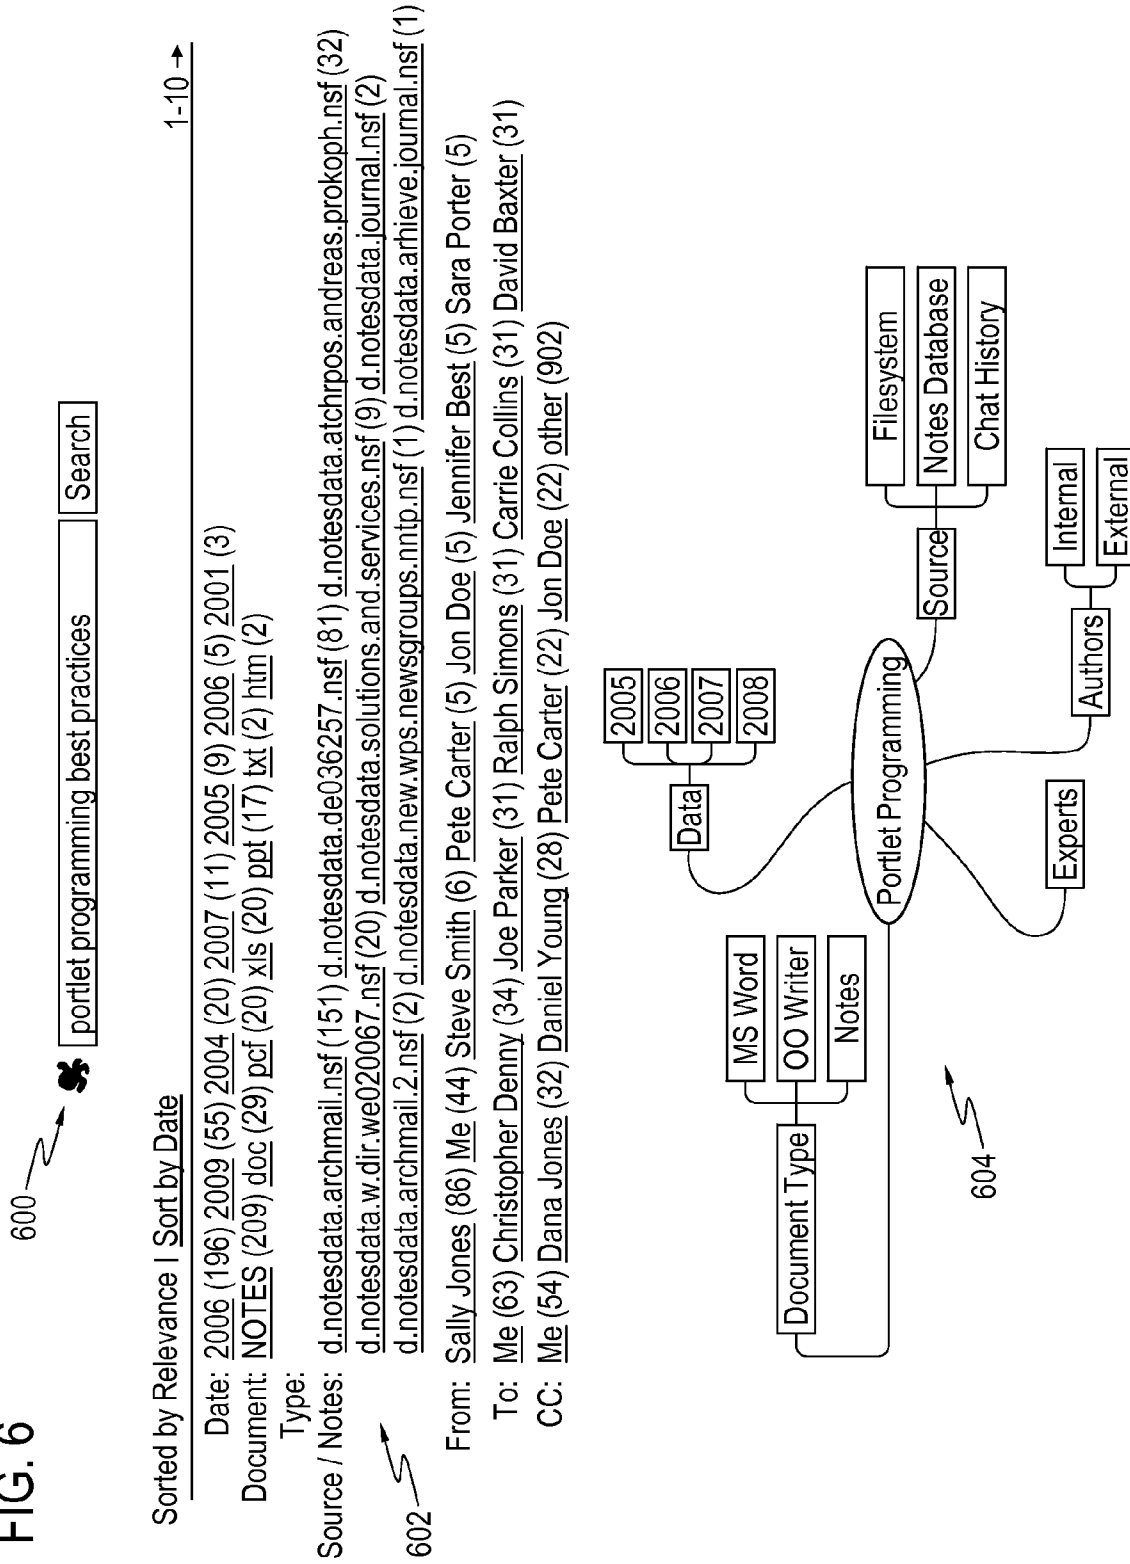 FIG. 6
600
portlet programming best practices Search
Sorted by Relevance I Sort by Date 1-10 →
Date: 2006 (196) 2009 (55) 2004 (20) 2007 (11) 2005 (9) 2006 (5) 2001 (3)
Document: NOTES (209) doc (29) pcf (20) xls (20) ppt (17) txt (2) htm (2)
Type:
Source / Notes: d.notesdata.archmail.nsf (151) d.notesdata.de036257.nsf (81) d.notesdata.atchrpos.andreas.prokoph.nsf (32)
d.notesdata.w.dir.we020067.nsf (20) d.notesdata.solutions.and.services.nsf (9) d.notesdata.journal.nsf (2)
d.notesdata.archmail.2.nsf (2) d.notesdata.new.wps.newsgroups.nntp.nsf (1) d.notesdata.arhieve.journal.nsf (1)
602
From: Sally Jones (86) Me (44) Steve Smith (6) Pete Carter (5) Jon Doe (5) Jennifer Best (5) Sara Porter (5)
To: Me (63) Christopher Denny (34) Joe Parker (31) Ralph Simons (31) Carrie Collins (31) David Baxter (31)
CC: Me (54) Dana Jones (32) Daniel Young (28) Pete Carter (22) Jon Doe (22) other (902)
Document Type
MS Word
OO Writer
Notes
Data
2005
2006
2007
2008
Portlet Programming
Source
Filesystem
Notes Database
Chat History
Experts
Authors
Internal
External
604